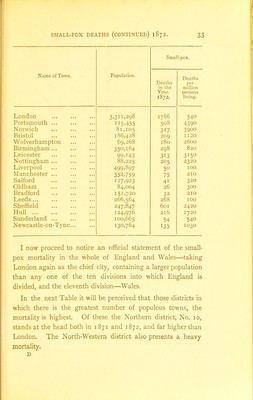 SMALL-POX DEATHS (CONTINUED) 1872. 33
Small-pox.
Name of Town. Population. Deaths in the Year. 1872. Deaths per million persons living.
London ... ... ... 3,311,298 1786 540
Portsmouth ... ... ... 115,455 508 4590
Norwich ... ... ... 81,105 317 3900
Bristol ... ... ... 186,428 209 1120
Wolverhampton ... ... 69,268 180 2600
Birmingham ... ... ... 350,164 298 820
Leicester ... ... ... 99,143 313 3150
Nottingham ... ... ... 88,225 205 2320
Liverpool ... ... ... 499,897 50 100
Manchester ... ... ... 352,759 75 210
Salford ... ... ... 127,923 41 320
Oldham ... ... ... 84,004 26 300
Bradford ... ... ... 151,720 32 210
Leeds ... ... ... 266,564 268 100
Sheffield ... ... ... 247,847 601 2420
Hull ... ... ... 124,976 216 1720
Sunderland ... ... ... 100,665 54 540
Newcastle-on-Tyne ... ... 130,764 135 1030
I now proceed to notice an official statement of the small-
pox mortality in the whole of England and Wales—taking
London again as the chief city, containing a larger population
than any one of the ten divisions into which England is
divided, and the eleventh division—Wales.
In the next Table it will be perceived that those districts in
which there is the greatest number of populous towns, the
mortality is highest. Of these the Northern district, No. 10,
stands at the head both in 1871 and 1872, and far higher than
London. The North-Western district also presents a heavy
mortality.
D